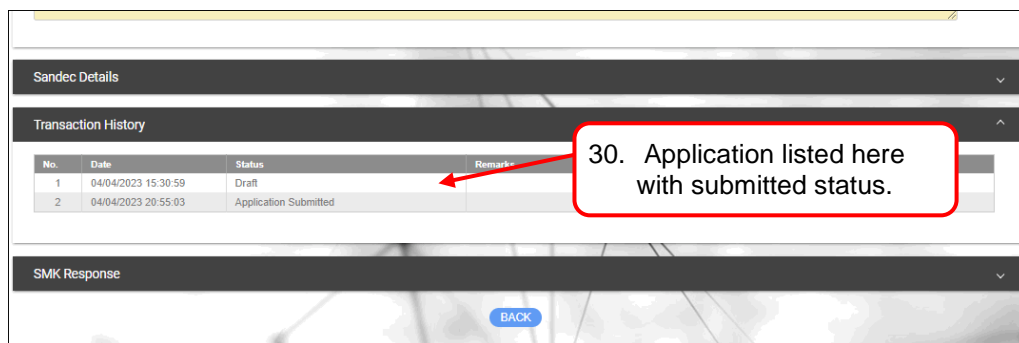 Sandec Details
Transaction History
No. Date Status Remarks
1 04/04/2023 15:30:59 Draft
2 04/04/2023 20:55:03 Application Submitted
30. Application listed here
with submitted status.
SMK Response
BACK